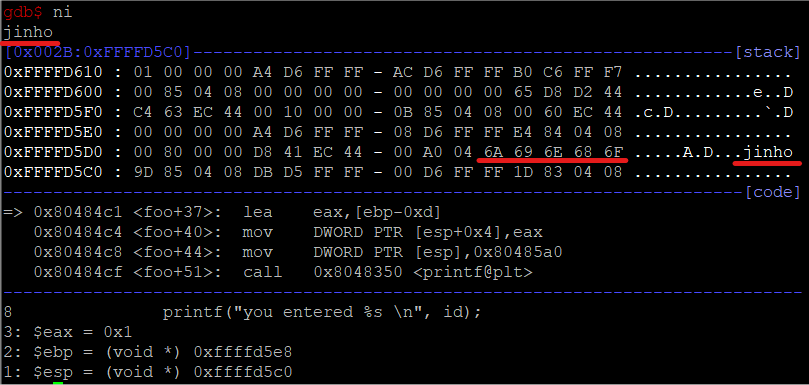 gdb$ ni
jinho
[0x002B:0xFFFFD5C0]------------------------------------------------------[stack]
0xFFFFD610 : 01 00 00 00 A4 D6 FF FF - AC D6 FF FF B0 C6 FF F7 ................
0xFFFFD600 : 00 85 04 08 00 00 00 00 - 00 00 00 00 65 D8 D2 44 ............e..D
0xFFFFD5F0 : C4 63 EC 44 00 10 00 00 - 0B 85 04 08 00 60 EC 44 .c.D.........`.D
0xFFFFD5E0 : 00 00 00 00 A4 D6 FF FF - 08 D6 FF FF E4 84 04 08 ................
0xFFFFD5D0 : 00 80 00 00 D8 41 EC 44 - 00 A0 04 6A 69 6E 68 6F .....A.D...jinho
0xFFFFD5C0 : 9D 85 04 08 DB D5 FF FF - 00 D6 FF FF 1D 83 04 08 ................
--------------------------------------------------------------------------[code]
=> 0x80484c1 <foo+37>: lea eax,[ebp-0xd]
0x80484c4 <foo+40>: mov DWORD PTR [esp+0x4],eax
0x80484c8 <foo+44>: mov DWORD PTR [esp],0x80485a0
0x80484cf <foo+51>: call 0x8048350 <printf@plt>
--------------------------------------------------------------------------------
8 printf("you entered %s \n", id);
3: $eax = 0x1
2: $ebp = (void *) 0xffffd5e8
1: $esp = (void *) 0xffffd5c0